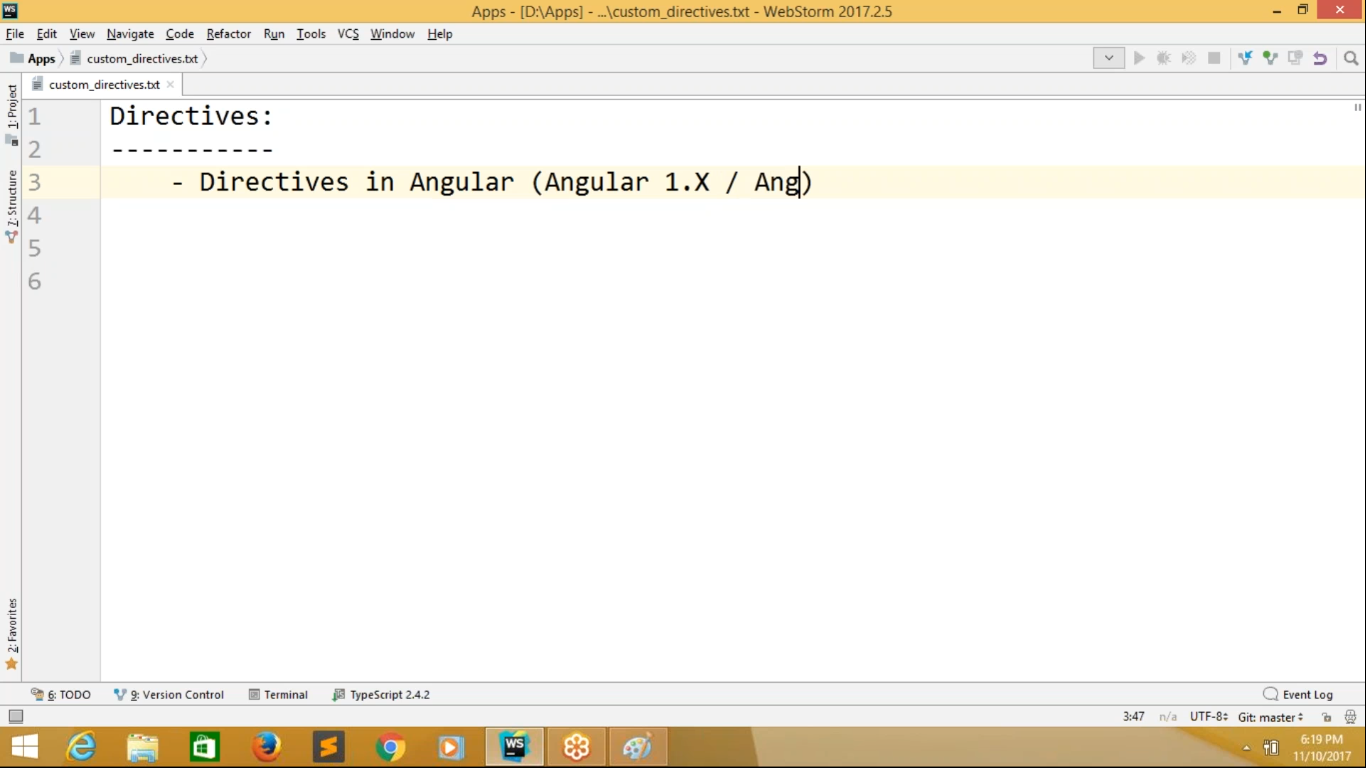 Apps - [D:\Apps] - ...\custom_directives.txt - WebStorm 2017.2.5
File Edit View Navigate Code Refactor Run Tools VCS Window Help
Apps custom_directives.txt
custom_directives.txt
1: Project
7: Structure
2: Favorites
1 Directives:
2 -----------
3 - Directives in Angular (Angular 1.X / Ang)
4
5
6
6: TODO 9: Version Control Terminal TypeScript 2.4.2 Event Log
3:47 n/a UTF-8 Git: master
WS
6:19 PM
11/10/2017